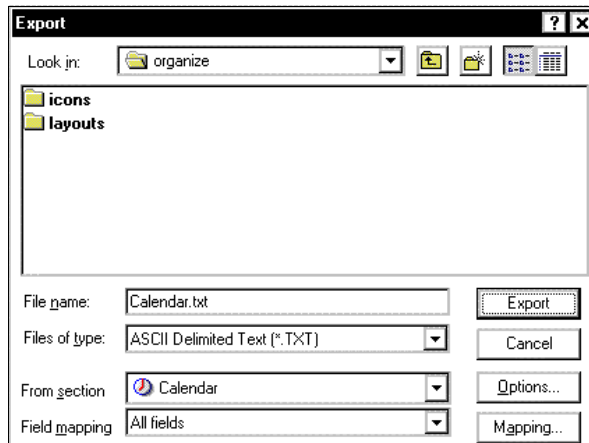 Export
Look in: organize
icons
layouts
File name: Calendar.txt Export
Files of type: ASCII Delimited Text (*.TXT) Cancel
From section Calendar Options...
Field mapping All fields Mapping...